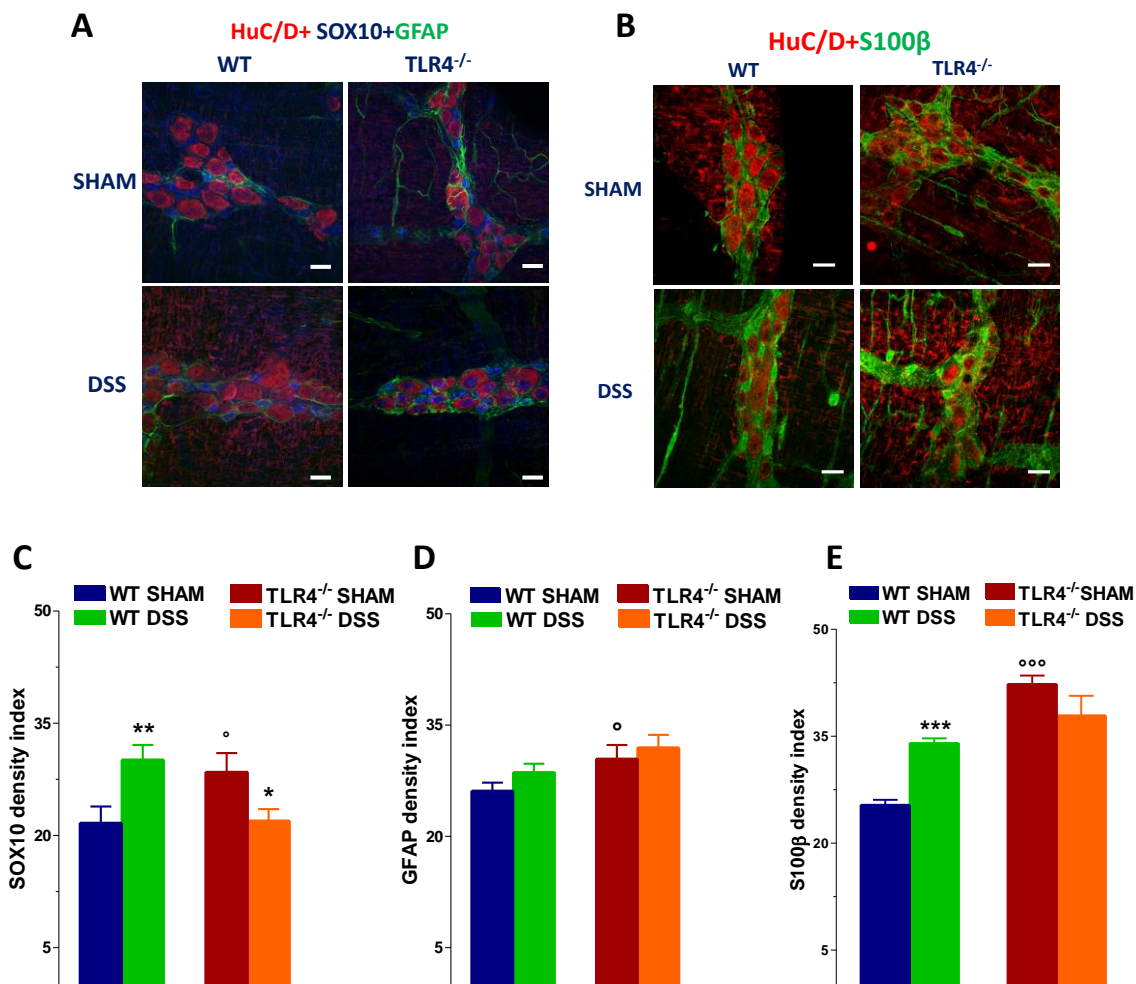 A
HuC/D+ SOX10+GFAP
WT TLR4-/-
SHAM
DSS
B
HuC/D+S100β
WT TLR4-/-
SHAM
DSS
C
WT SHAM TLR4-/- SHAM
WT DSS TLR4-/- DSS
50
35
20
5
SOX10 density index
**
°
*
D
WT SHAM TLR4-/- SHAM
WT DSS TLR4-/- DSS
50
35
20
5
GFAP density index
°
E
WT SHAM TLR4-/-SHAM
WT DSS TLR4-/- DSS
50
35
20
5
S100β density index
***
°°°